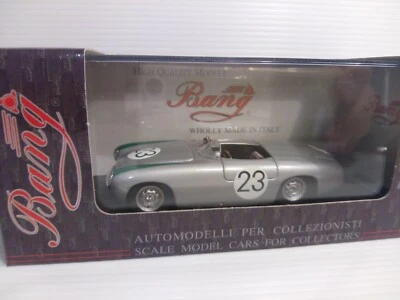 Bang
HIGH QUALITY MODELS
Bang
WHOLLY MADE IN ITALY
23
23
AUTOMODELLI PER COLLEZIONISTI
SCALE MODEL CARS FOR COLLECTORS